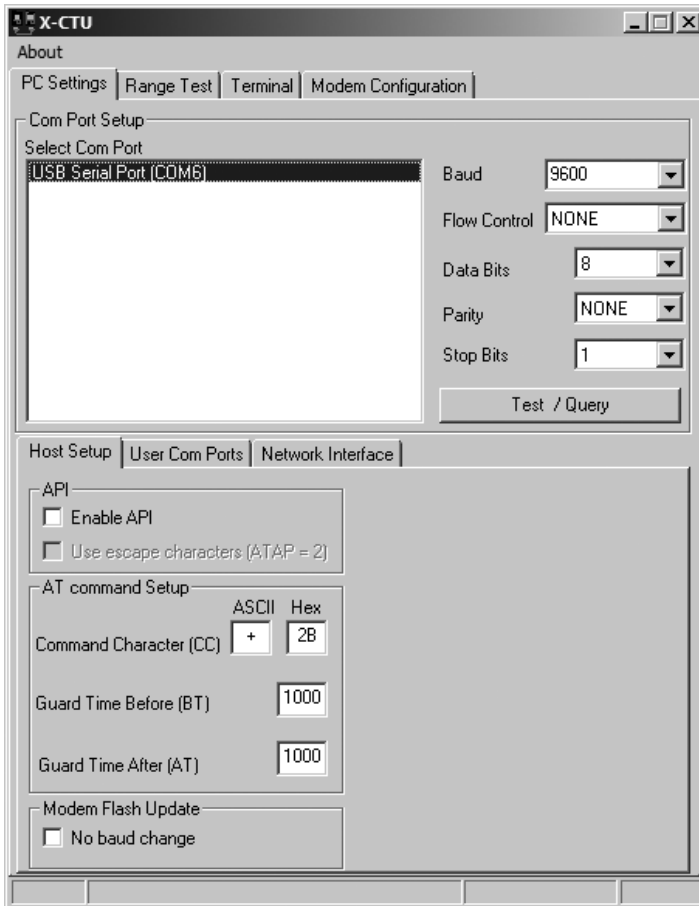 X-CTU
About
PC Settings Range Test Terminal Modem Configuration
Com Port Setup
Select Com Port
USB Serial Port (COM6)
Baud 9600
Flow Control NONE
Data Bits 8
Parity NONE
Stop Bits 1
Test / Query
Host Setup User Com Ports Network Interface
API
Enable API
Use escape characters (ATAP = 2)
AT command Setup
ASCII Hex
Command Character (CC) + 2B
Guard Time Before (BT) 1000
Guard Time After (AT) 1000
Modem Flash Update
No baud change